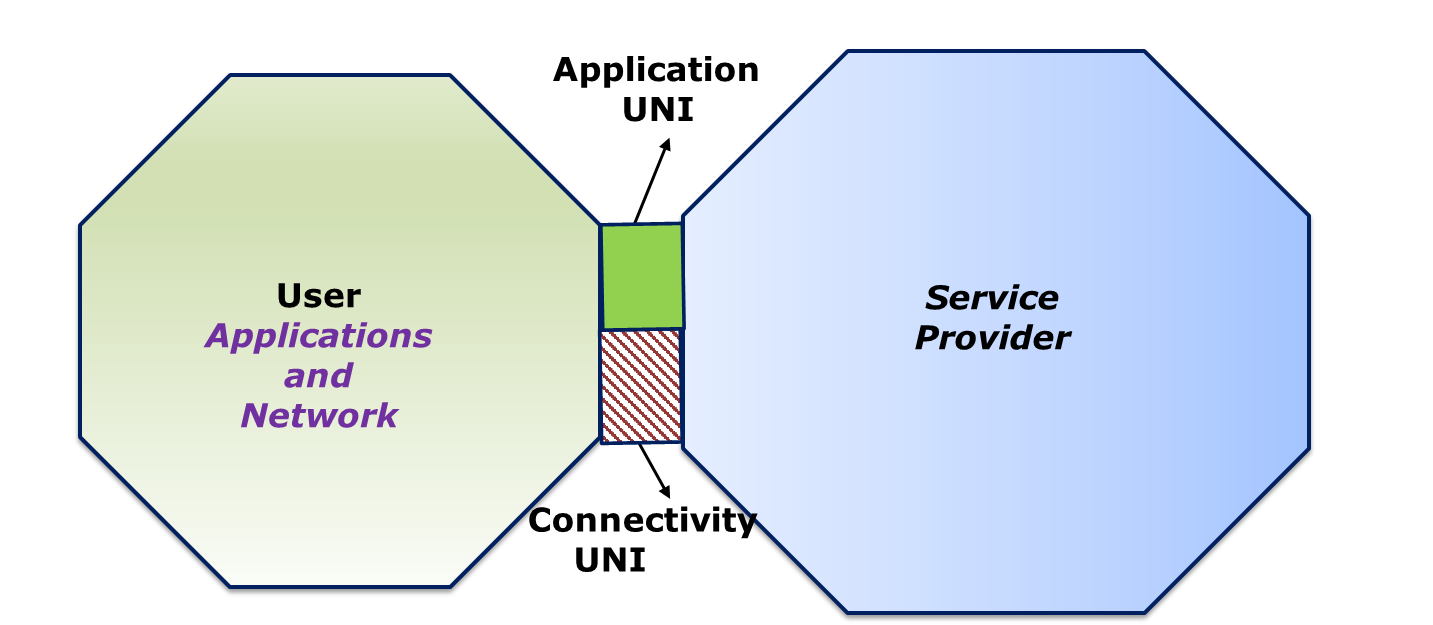 Application
UNI
User
Applications
and
Network
Service
Provider
Connectivity
UNI